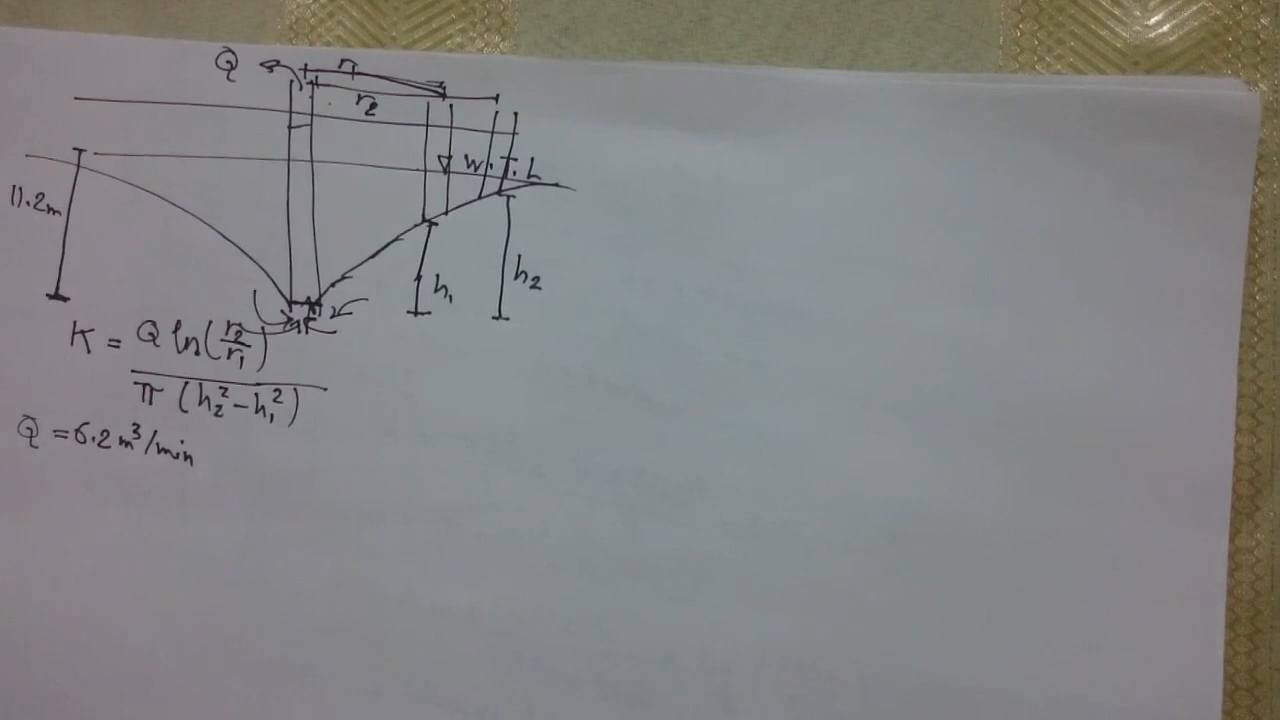 Q
r1
r2
W.T.L
11.2m
h1
h2
K = Q ln(r2/r1) / π (h2² - h1²)
Q = 6.2 m³/min